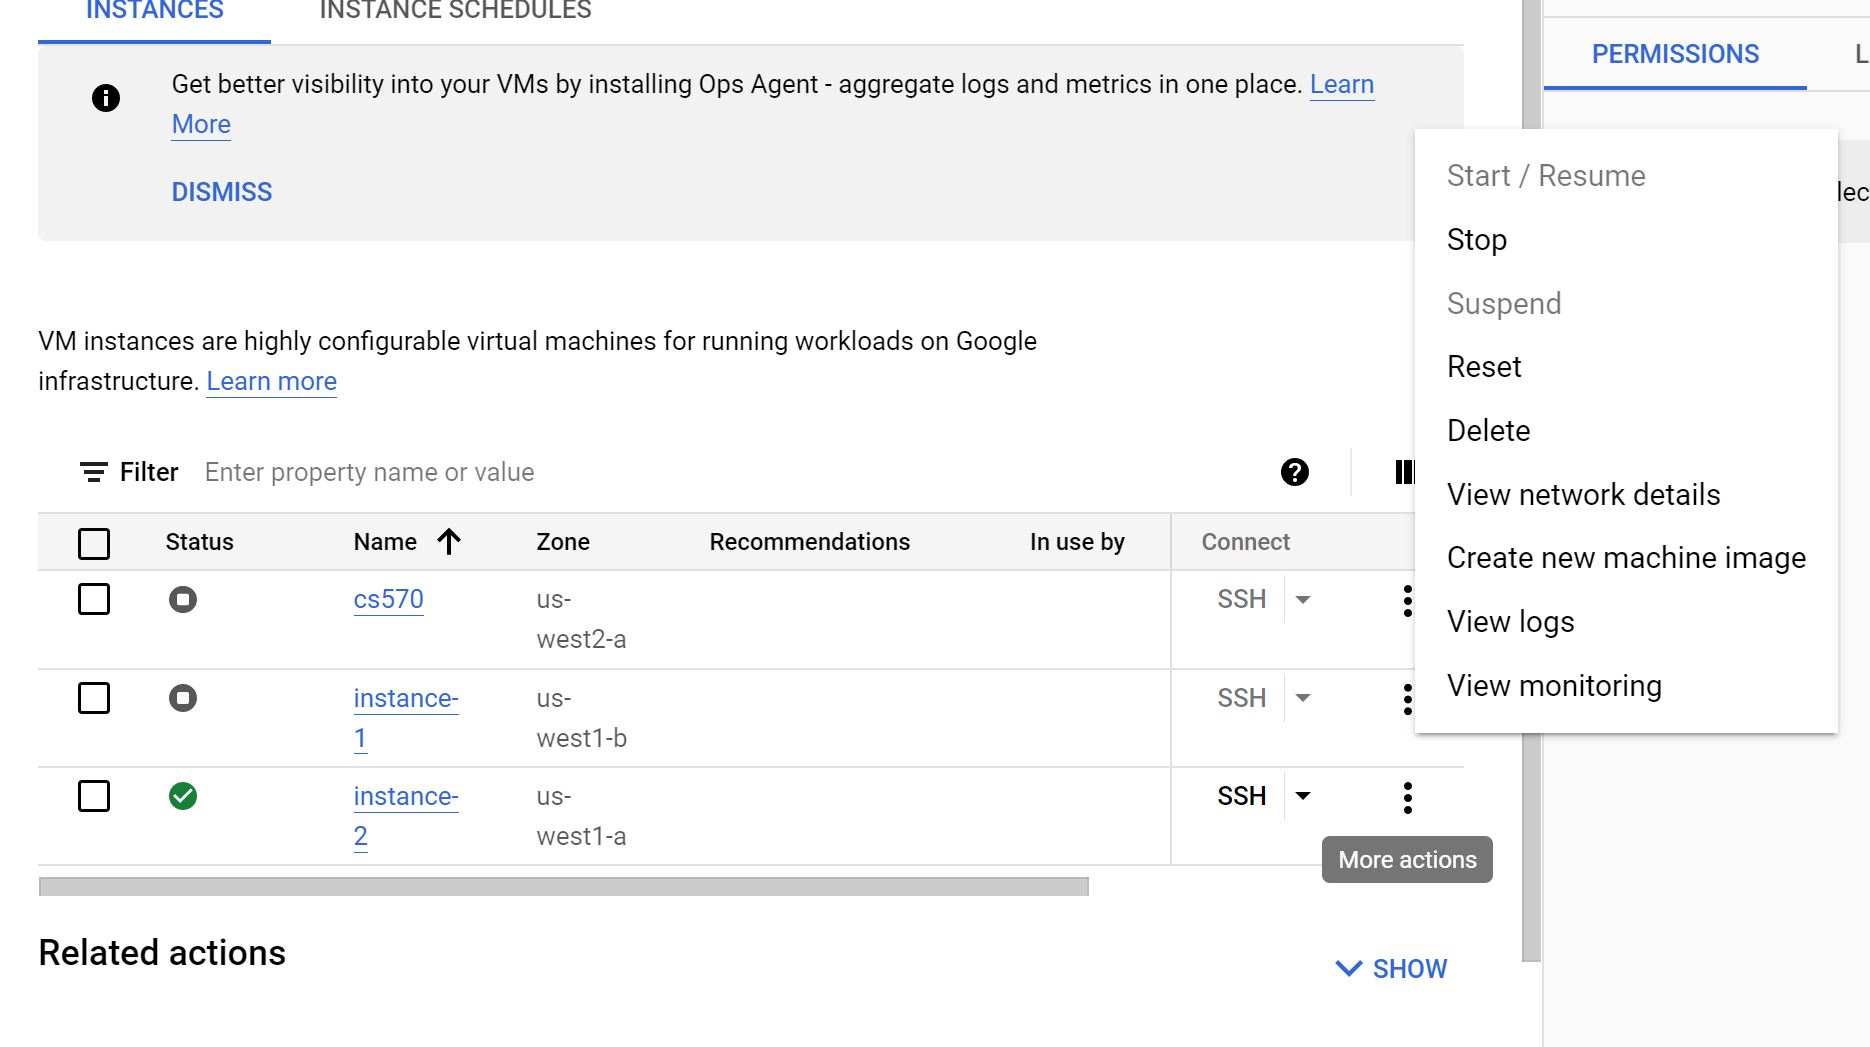 INSTANCES
INSTANCE SCHEDULES
PERMISSIONS
L
Get better visibility into your VMs by installing Ops Agent - aggregate logs and metrics in one place. Learn
More
DISMISS
lec
Start / Resume
Stop
Suspend
Reset
Delete
View network details
Create new machine image
View logs
View monitoring
VM instances are highly configurable virtual machines for running workloads on Google
infrastructure. Learn more
Filter Enter property name or value
Status Name Zone Recommendations In use by Connect
cs570 us- SSH
west2-a
instance- us- SSH
1 west1-b
instance- us- SSH
2 west1-a
More actions
Related actions
SHOW